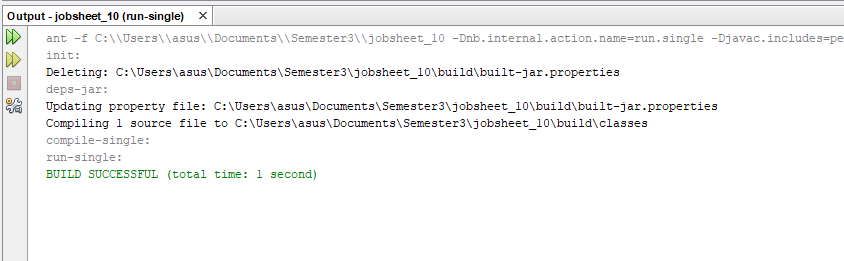 Output - jobsheet_10 (run-single)
ant -f C:\\Users\\asus\\Documents\\Semester3\\jobsheet_10 -Dnb.internal.action.name=run.single -Djavac.includes=pe
init:
Deleting: C:\Users\asus\Documents\Semester3\jobsheet_10\build\built-jar.properties
deps-jar:
Updating property file: C:\Users\asus\Documents\Semester3\jobsheet_10\build\built-jar.properties
Compiling 1 source file to C:\Users\asus\Documents\Semester3\jobsheet_10\build\classes
compile-single:
run-single:
BUILD SUCCESSFUL (total time: 1 second)